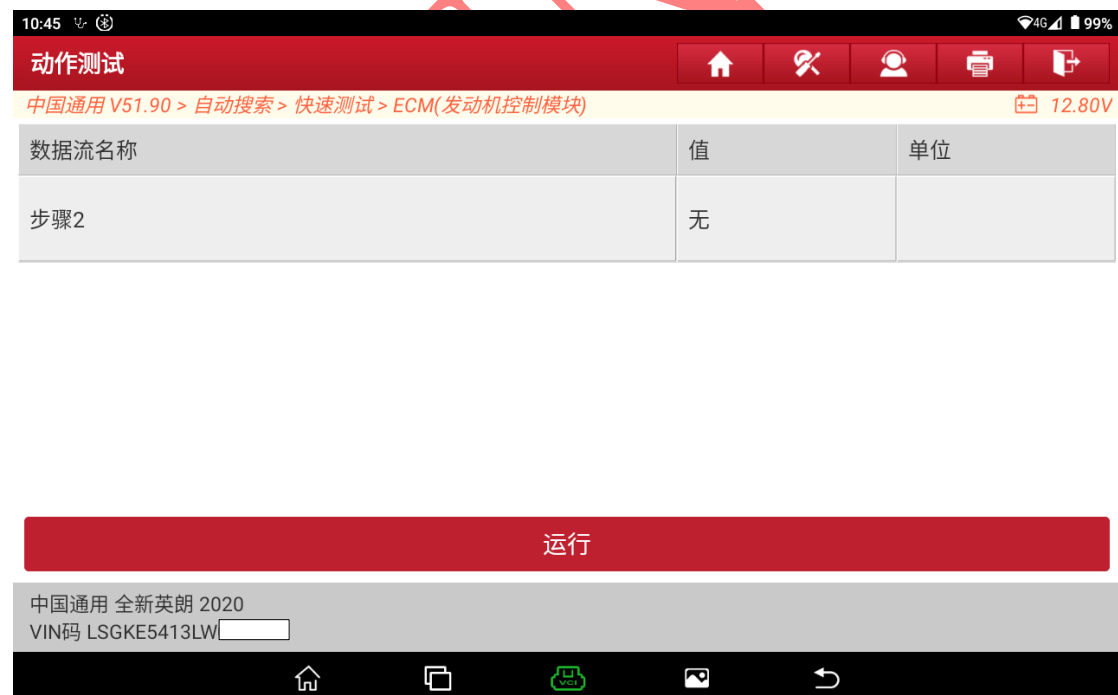 10:45 4G 99%
动作测试
中国通用 V51.90 > 自动搜索 > 快速测试 > ECM(发动机控制模块) 12.80V
数据流名称 值 单位
步骤2 无
运行
中国通用 全新英朗 2020
VIN码 LSGKE5413LW
VCI